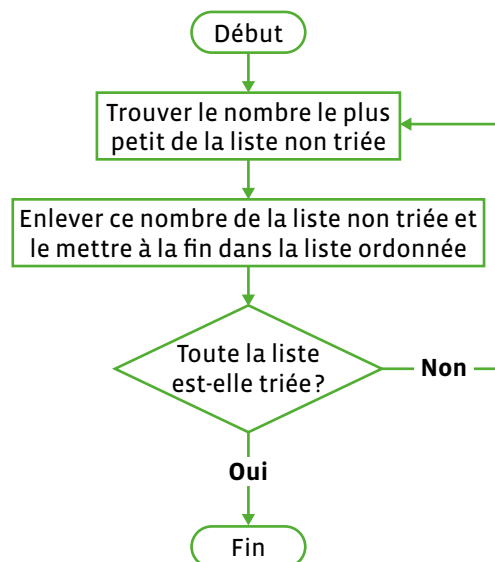 Début
Trouver le nombre le plus
petit de la liste non triée
Enlever ce nombre de la liste non triée et
le mettre à la fin dans la liste ordonnée
Toute la liste
est-elle triée ?
Non
Oui
Fin